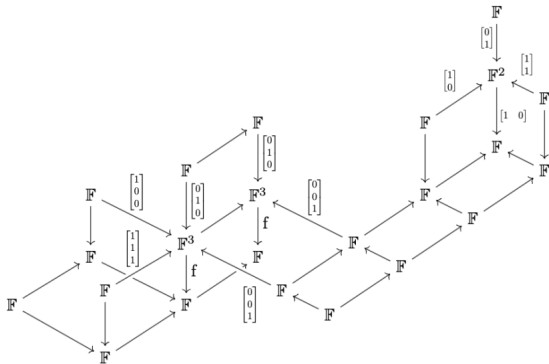 𝔽
[0 1]
[1 0] 𝔽² [1 1]
𝔽
𝔽 𝔽 [1 0]
[0 1 0]
𝔽
𝔽 𝔽
[1 0 0] [0 1 0] [0 0 1]
𝔽 𝔽³ 𝔽
f 𝔽
[1 1 1] 𝔽³ 𝔽
𝔽 f 𝔽
𝔽
𝔽 𝔽
𝔽 𝔽 [0 0 1]
𝔽
𝔽